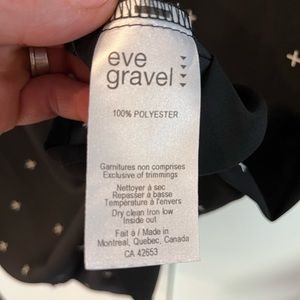 eve
gravel
100% POLYESTER
Garnitures non comprises
Exclusive of trimmings
Nettoyer à sec
Repasser à basse
Température à l'envers
Dry clean Iron low
Inside out
Fait à / Made in
Montreal, Quebec, Canada
CA 42553